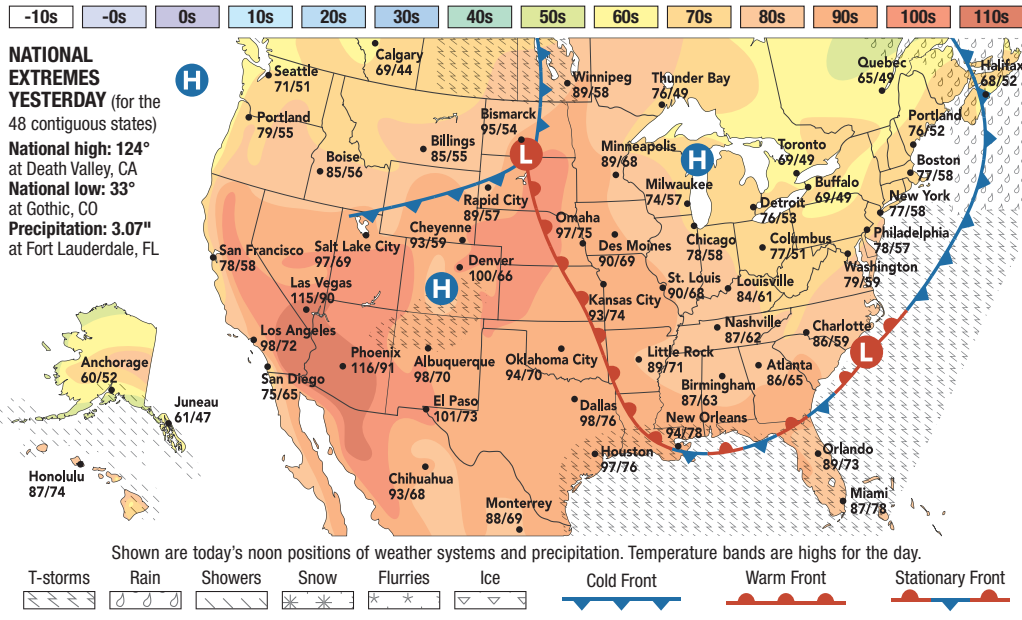 -10s -0s 0s 10s 20s 30s 40s 50s 60s 70s 80s 90s 100s 110s
NATIONAL
EXTREMES
YESTERDAY (for the
48 contiguous states)
National high: 124°
at Death Valley, CA
National low: 33°
at Gothic, CO
Precipitation: 3.07"
at Fort Lauderdale, FL
H
Calgary
69/44
Seattle
71/51
Winnipeg
89/58
Thunder Bay
76/49
Quebec
65/49
Halifax
68/52
Portland
79/55
Bismarck
95/54
Billings
85/55
L
Minneapolis
89/68
H
Toronto
69/49
Portland
76/52
Boise
85/56
Boston
77/58
Milwaukee
74/57
Buffalo
69/49
Rapid City
89/57
Detroit
76/53
New York
77/58
Omaha
97/75
Cheyenne
93/59
Philadelphia
78/57
San Francisco
78/58
Salt Lake City
97/69
Des Moines
90/69
Chicago
78/58
Columbus
77/51
Denver
100/66
Washington
79/59
Las Vegas
115/90
H
St. Louis
90/68
Louisville
84/61
Kansas City
93/74
Los Angeles
98/72
Nashville
87/62
Charlotte
86/59
Phoenix
116/91
Albuquerque
98/70
Oklahoma City
94/70
Little Rock
89/71
L
Anchorage
60/52
San Diego
75/65
Birmingham
87/63
Atlanta
86/65
Juneau
61/47
El Paso
101/73
Dallas
98/76
New Orleans
94/78
Houston
97/76
Orlando
89/73
Honolulu
87/74
Chihuahua
93/68
Miami
87/78
Monterrey
88/69
Shown are today's noon positions of weather systems and precipitation. Temperature bands are highs for the day.
T-storms Rain Showers Snow Flurries Ice Cold Front Warm Front Stationary Front